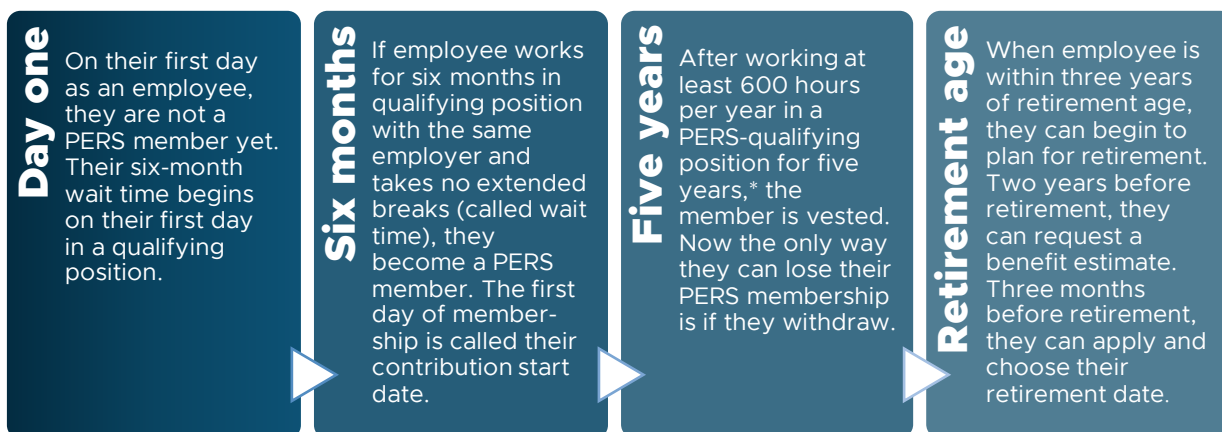 Day one
On their first day
as an employee,
they are not a
PERS member yet.
Their six-month
wait time begins
on their first day
in a qualifying
position.
Six months
If employee works
for six months in
qualifying position
with the same
employer and
takes no extended
breaks (called wait
time), they
become a PERS
member. The first
day of member-
ship is called their
contribution start
date.
Five years
After working at
least 600 hours
per year in a
PERS-qualifying
position for five
years,* the
member is vested.
Now the only way
they can lose their
PERS membership
is if they withdraw.
Retirement age
When employee is
within three years
of retirement age,
they can begin to
plan for retirement.
Two years before
retirement, they
can request a
benefit estimate.
Three months
before retirement,
they can apply and
choose their
retirement date.